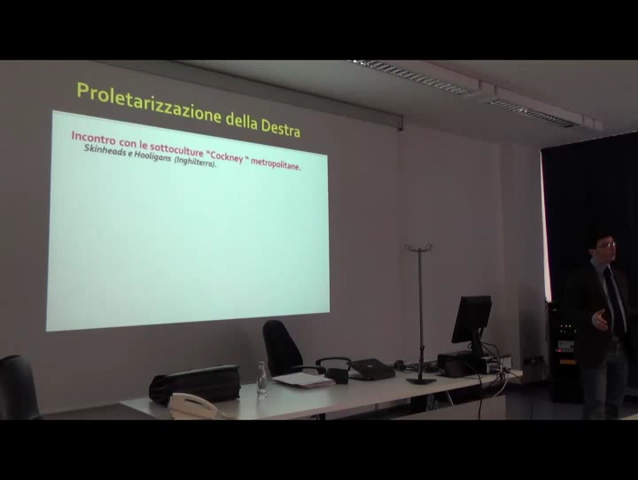 Proletarizzazione della Destra
Incontro con le sottoculture "Cockney " metropolitane.
Skinheads e Hooligans (Inghilterra).